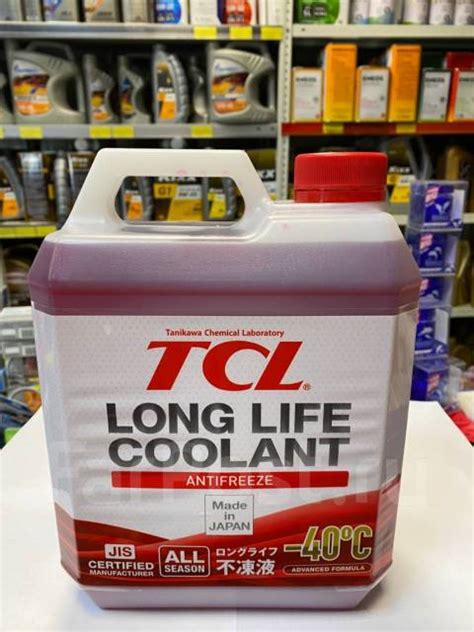 Tanikawa Chemical Laboratory
TCL®
LONG LIFE
COOLANT
ANTIFREEZE
Made
in
JAPAN
JIS
CERTIFIED
MANUFACTURER
ALL
SEASON
ロングライフ
不凍液
-40°C
ADVANCED FORMULA